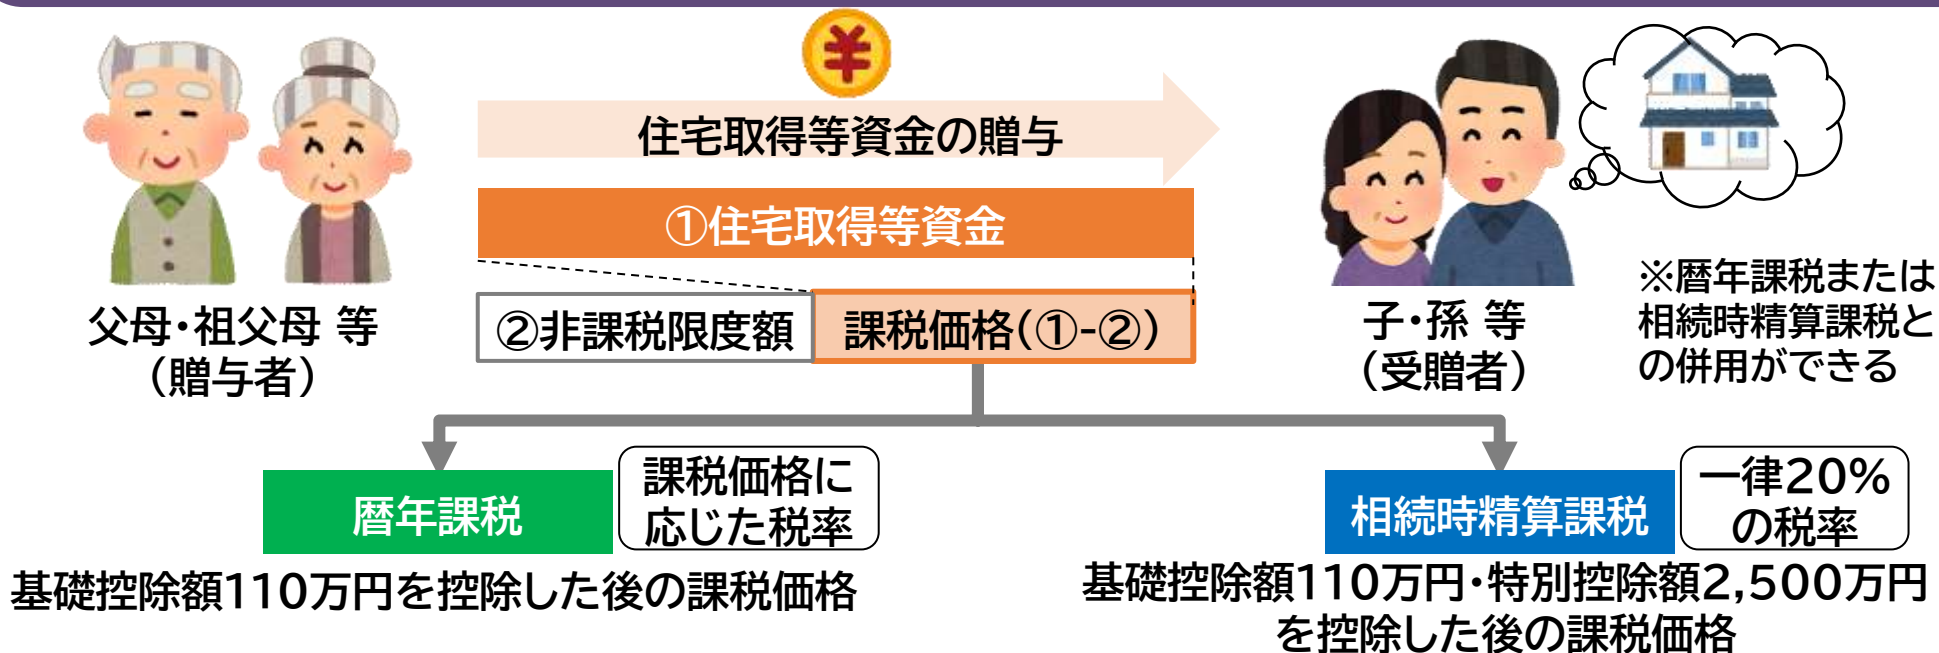 ¥
住宅取得等資金の贈与
①住宅取得等資金
②非課税限度額
課税価格(①-②)
父母・祖父母 等
(贈与者)
子・孫 等
(受贈者)
※暦年課税または
相続時精算課税と
の併用ができる
暦年課税
課税価格に
応じた税率
基礎控除額110万円を控除した後の課税価格
相続時精算課税
一律20%
の税率
基礎控除額110万円・特別控除額2,500万円
を控除した後の課税価格